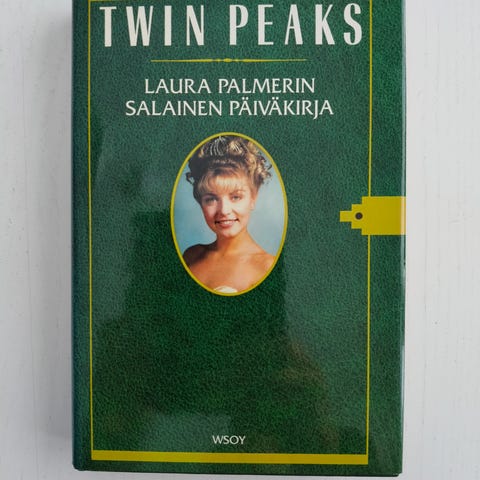 TWIN PEAKS
LAURA PALMERIN
SALAINEN PÄIVÄKIRJA
WSOY